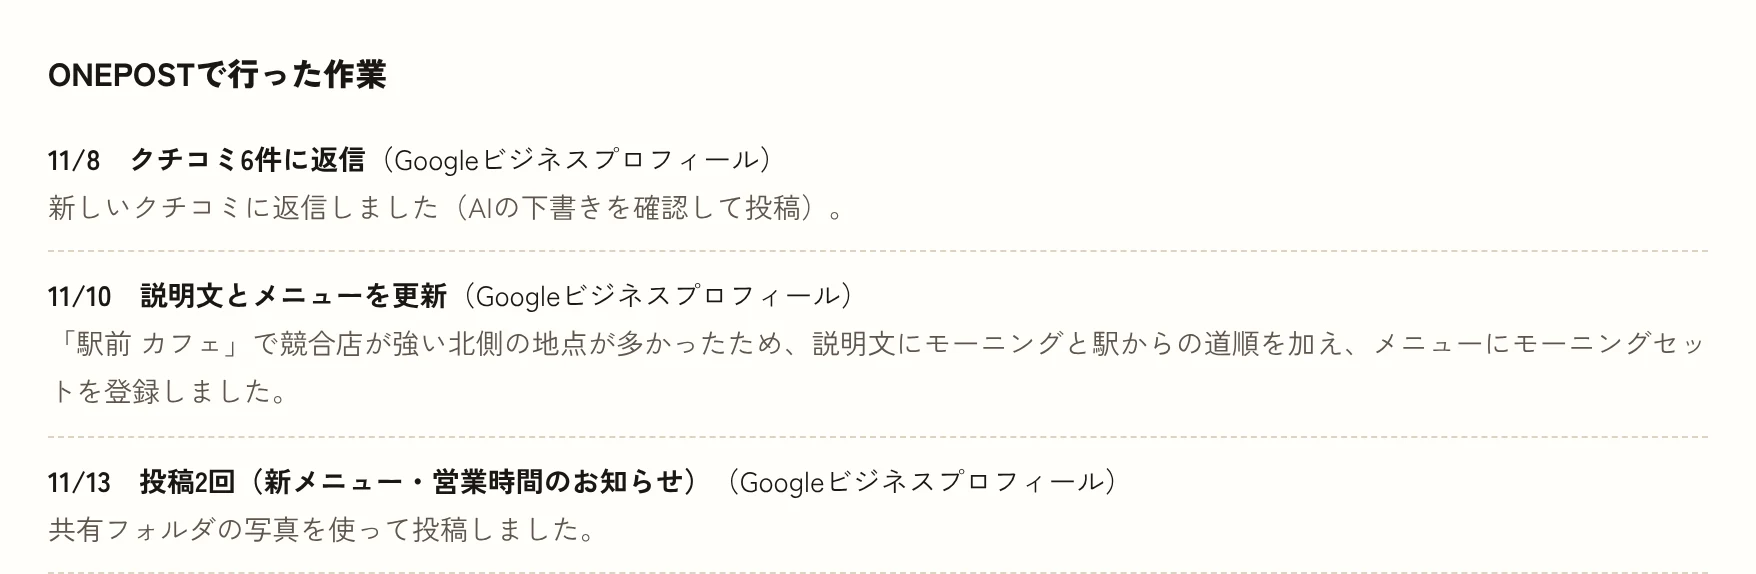 ONEPOSTで行った作業
11/8　クチコミ6件に返信（Googleビジネスプロフィール）
新しいクチコミに返信しました（AIの下書きを確認して投稿）。
11/10　説明文とメニューを更新（Googleビジネスプロフィール）
「駅前 カフェ」で競合店が強い北側の地点が多かったため、説明文にモーニングと駅からの道順を加え、メニューにモーニングセッ
トを登録しました。
11/13　投稿2回（新メニュー・営業時間のお知らせ）（Googleビジネスプロフィール）
共有フォルダの写真を使って投稿しました。